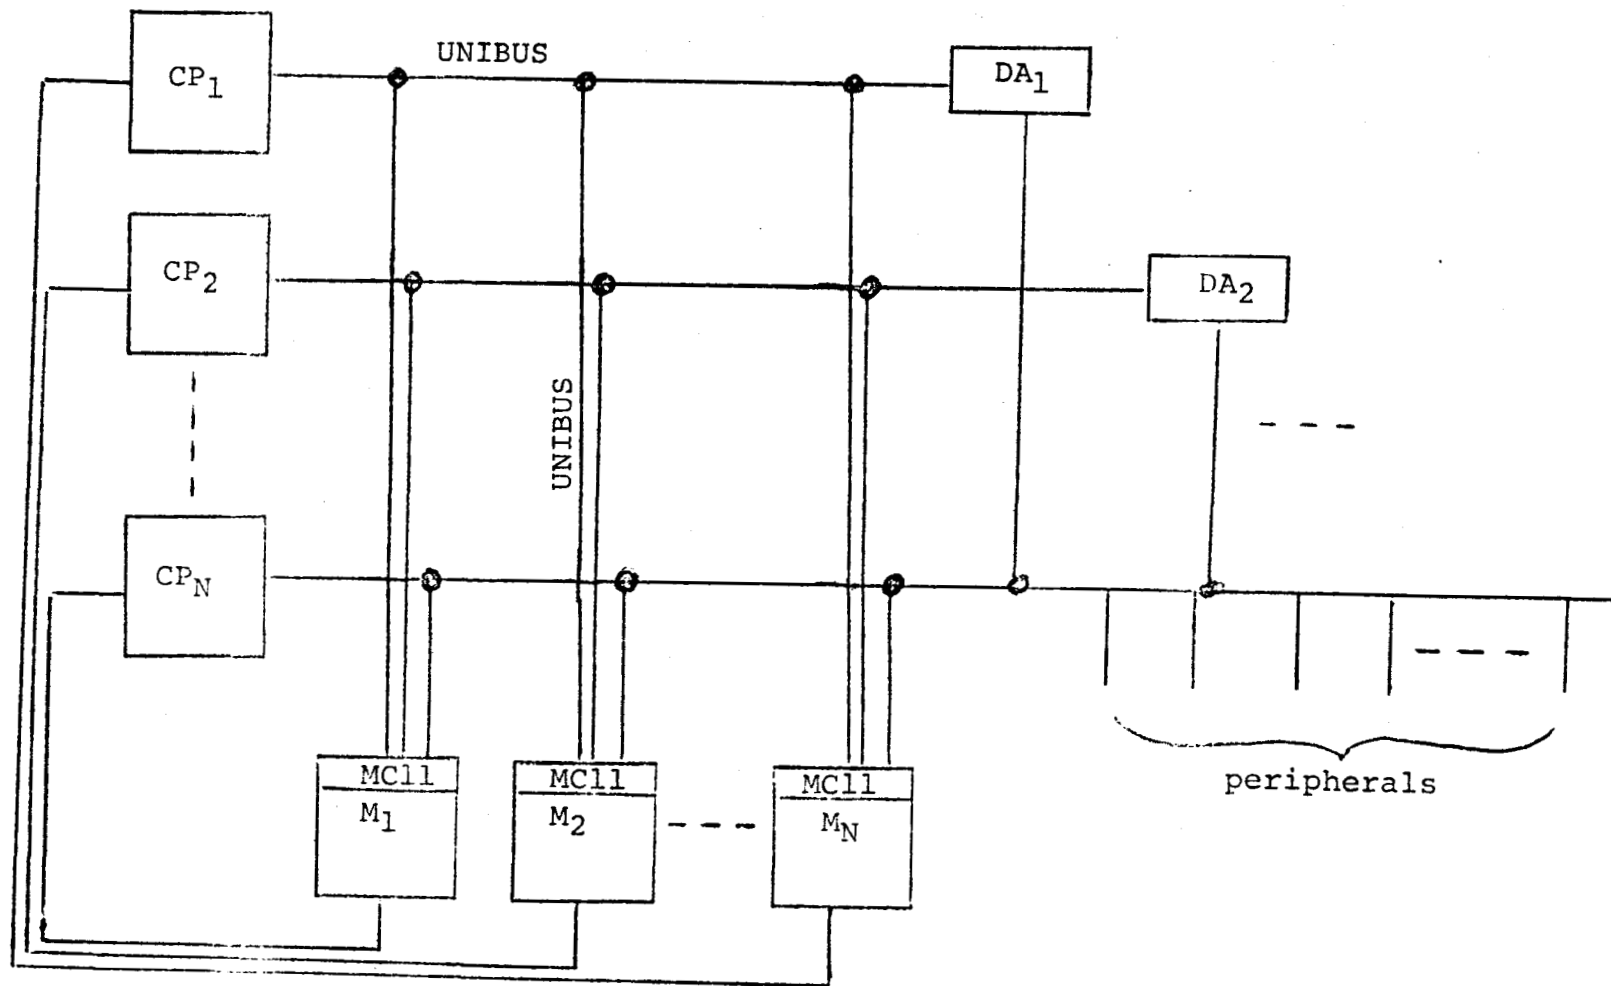 UNIBUS
CP1
DA1
CP2
DA2
UNIBUS
CPN
MC11
M1
MC11
M2
MC11
MN
peripherals